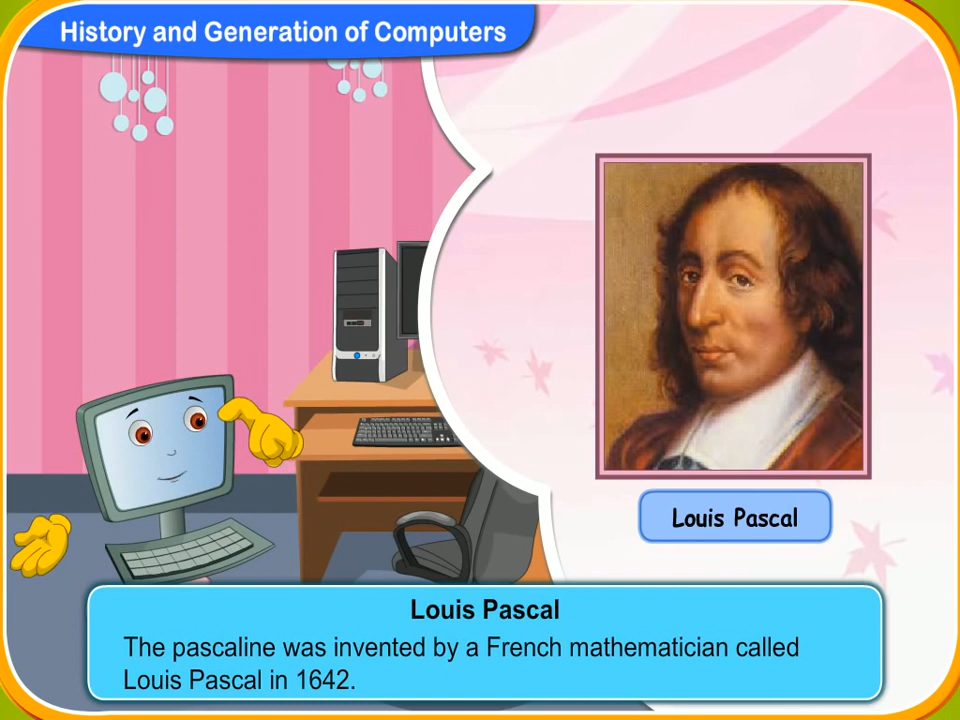 History and Generation of Computers
Louis Pascal
Louis Pascal
The pascaline was invented by a French mathematician called
Louis Pascal in 1642.